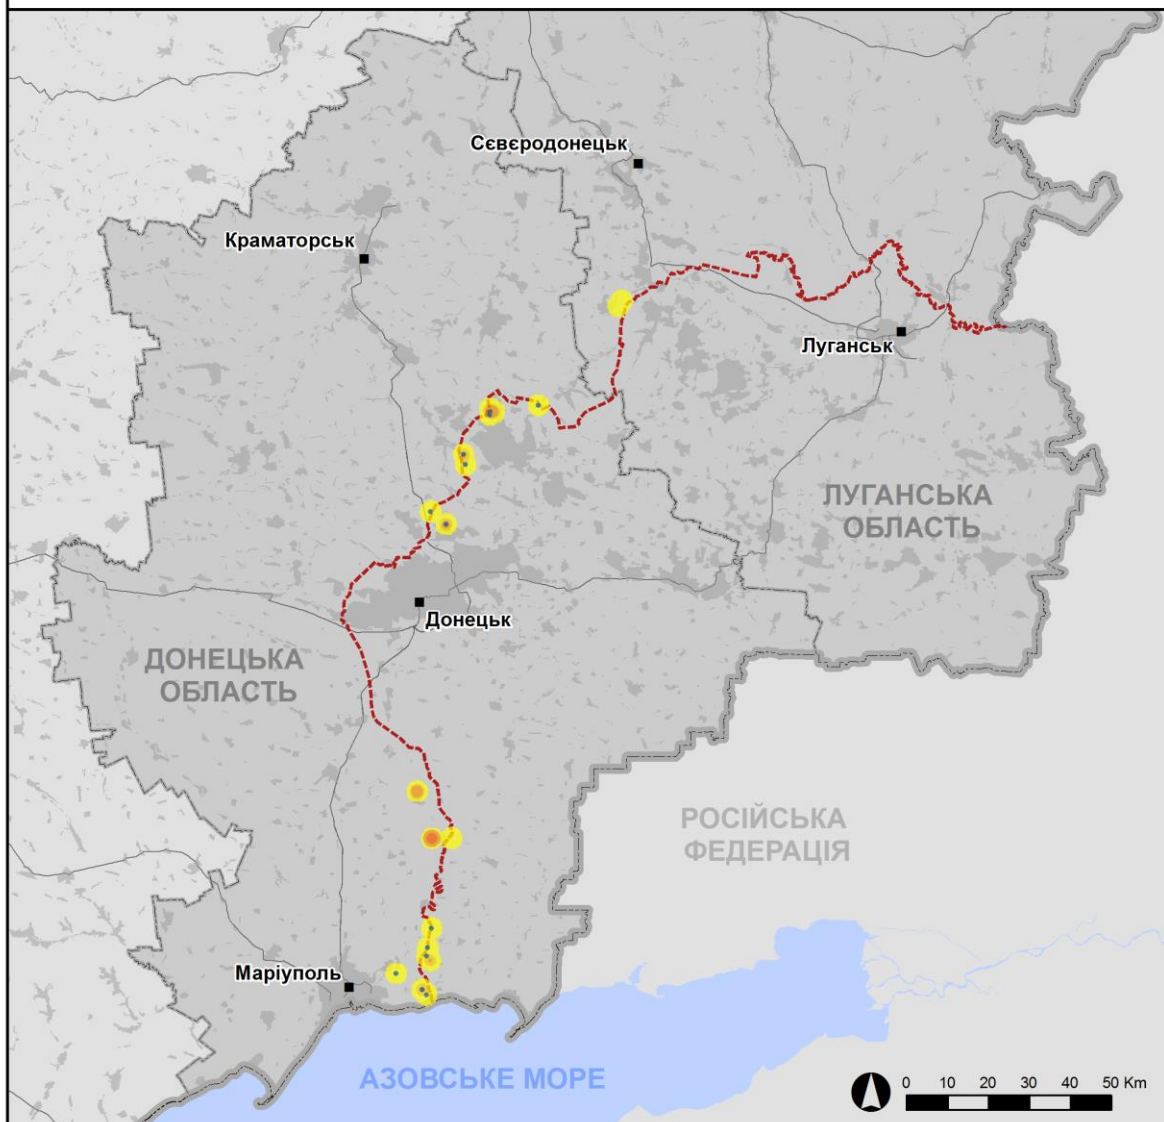 Сєвєродонецьк
Краматорськ
Луганськ
ЛУГАНСЬКА
ОБЛАСТЬ
Донецьк
ДОНЕЦЬКА
ОБЛАСТЬ
РОСІЙСЬКА
ФЕДЕРАЦІЯ
Маріуполь
АЗОВСЬКЕ МОРЕ
0 10 20 30 40 50 Km